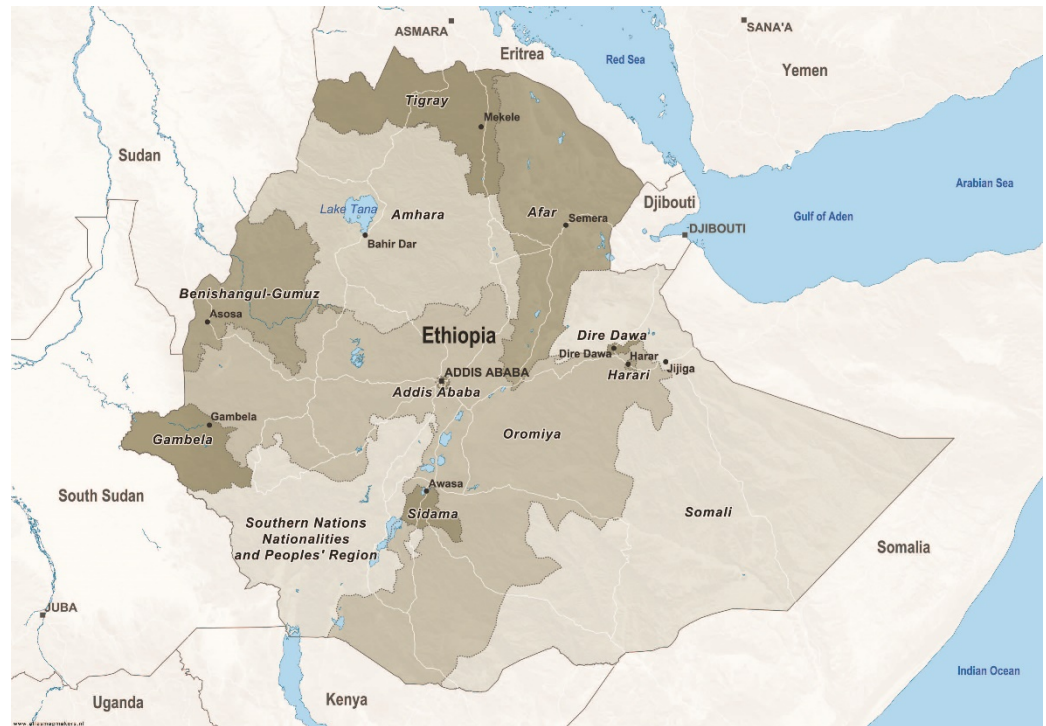 ASMARA
SANA'A
Eritrea
Red Sea
Yemen
Tigray
Mekele
Sudan
Arabian Sea
Lake Tana
Amhara
Afar
Djibouti
Semera
Gulf of Aden
DJIBOUTI
Bahir Dar
Benishangul-Gumuz
Asosa
Ethiopia
Dire Dawa
Dire Dawa
Harar
Jijiga
Harari
ADDIS ABABA
Addis Ababa
Gambela
Gambela
Oromiya
Awasa
South Sudan
Sidama
Somali
Southern Nations
Nationalities
and Peoples' Region
Somalia
JUBA
Indian Ocean
Kenya
Uganda